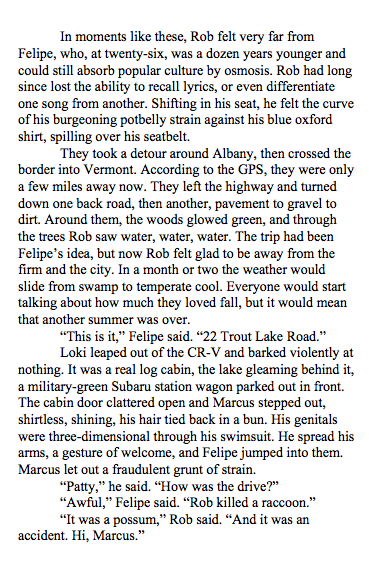 In moments like these, Rob felt very far from
Felipe, who, at twenty-six, was a dozen years younger and
could still absorb popular culture by osmosis. Rob had long
since lost the ability to recall lyrics, or even differentiate
one song from another. Shifting in his seat, he felt the curve
of his burgeoning potbelly strain against his blue oxford
shirt, spilling over his seatbelt.
They took a detour around Albany, then crossed the
border into Vermont. According to the GPS, they were only
a few miles away now. They left the highway and turned
down one back road, then another, pavement to gravel to
dirt. Around them, the woods glowed green, and through
the trees Rob saw water, water, water. The trip had been
Felipe’s idea, but now Rob felt glad to be away from the
firm and the city. In a month or two the weather would
slide from swamp to temperate cool. Everyone would start
talking about how much they loved fall, but it would mean
that another summer was over.
“This is it,” Felipe said. “22 Trout Lake Road.”
Loki leaped out of the CR-V and barked violently at
nothing. It was a real log cabin, the lake gleaming behind it,
a military-green Subaru station wagon parked out in front.
The cabin door clattered open and Marcus stepped out,
shirtless, shining, his hair tied back in a bun. His genitals
were three-dimensional through his swimsuit. He spread his
arms, a gesture of welcome, and Felipe jumped into them.
Marcus let out a fraudulent grunt of strain.
“Patty,” he said. “How was the drive?”
“Awful,” Felipe said. “Rob killed a raccoon.”
“It was a possum,” Rob said. “And it was an
accident. Hi, Marcus.”